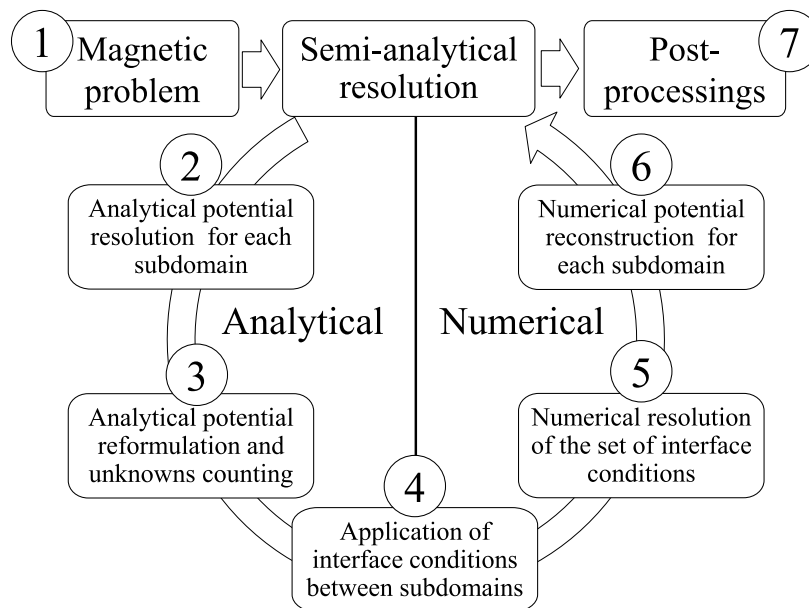 1
Magnetic
problem
Semi-analytical
resolution
Post-
processings
7
2
Analytical potential
resolution for each
subdomain
6
Numerical potential
reconstruction for
each subdomain
Analytical
Numerical
3
Analytical potential
reformulation and
unknowns counting
5
Numerical resolution
of the set of interface
conditions
4
Application of
interface conditions
between subdomains